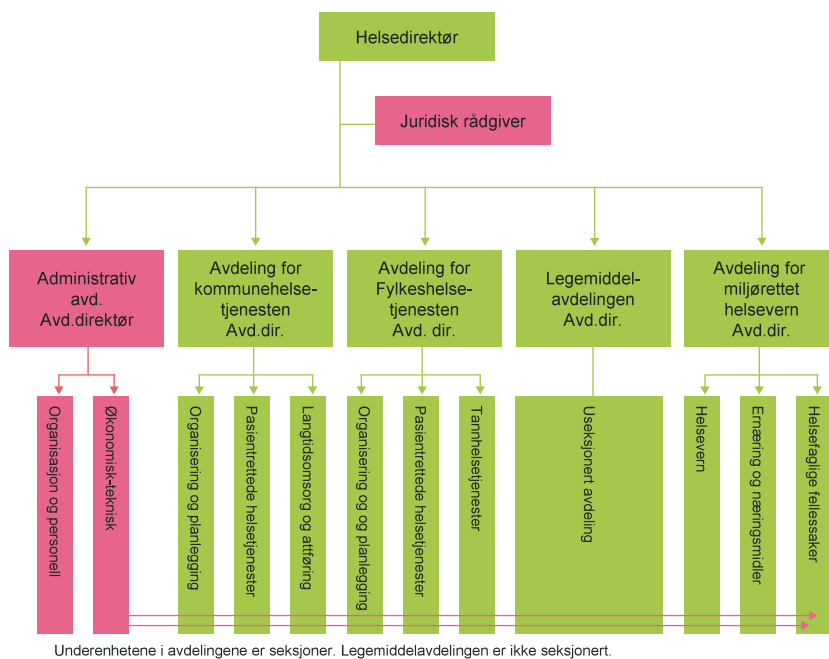 Helsedirektør
Juridisk rådgiver
Administrativ
avd.
Avd.direktør
Avdeling for
kommunehelse-
tjenesten
Avd.dir.
Avdeling for
Fylkeshelse-
tjenesten
Avd. dir.
Legemiddel-
avdelingen
Avd.dir.
Avdeling for
miljørettet
helsevern
Avd.dir.
Organisasjon og personell
Økonomisk-teknisk
Organisering og planlegging
Pasientrettede helsetjenester
Langtidsomsorg og attføring
Organisering og og planlegging
Pasientrettede helsetjenester
Tannhelsetjenester
Useksjonert avdeling
Helsevern
Ernæring og næringsmidler
Helsefaglige fellessaker
Underenhetene i avdelingene er seksjoner. Legemiddelavdelingen er ikke seksjonert.